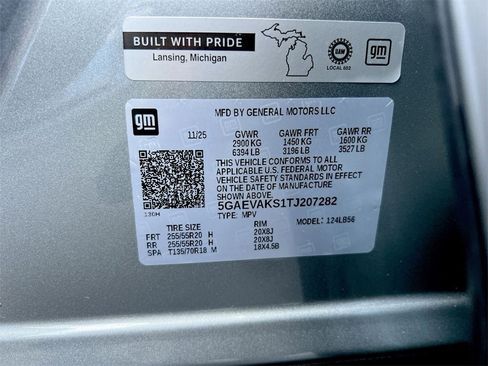 BUILT WITH PRIDE
Lansing, Michigan
UAW
LOCAL 602
gm
gm
MFD BY GENERAL MOTORS LLC
11/25 GVWR GAWR FRT GAWR RR
2900 KG 1450 KG 1600 KG
6394 LB 3196 LB 3527 LB
THIS VEHICLE CONFORMS TO ALL
APPLICABLE U.S. FEDERAL MOTOR
VEHICLE SAFETY STANDARDS IN EFFECT
ON THE DATE OF MANUFACTURE SHOWN ABOVE.
5GAEVAKS1TJ207282
TYPE: MPV MODEL: 124LB56
130H
TIRE SIZE RIM
FRT 255/55R20 H 20X8J
RR 255/55R20 H 20X8J
SPA T135/70R18 M 18X4.5B